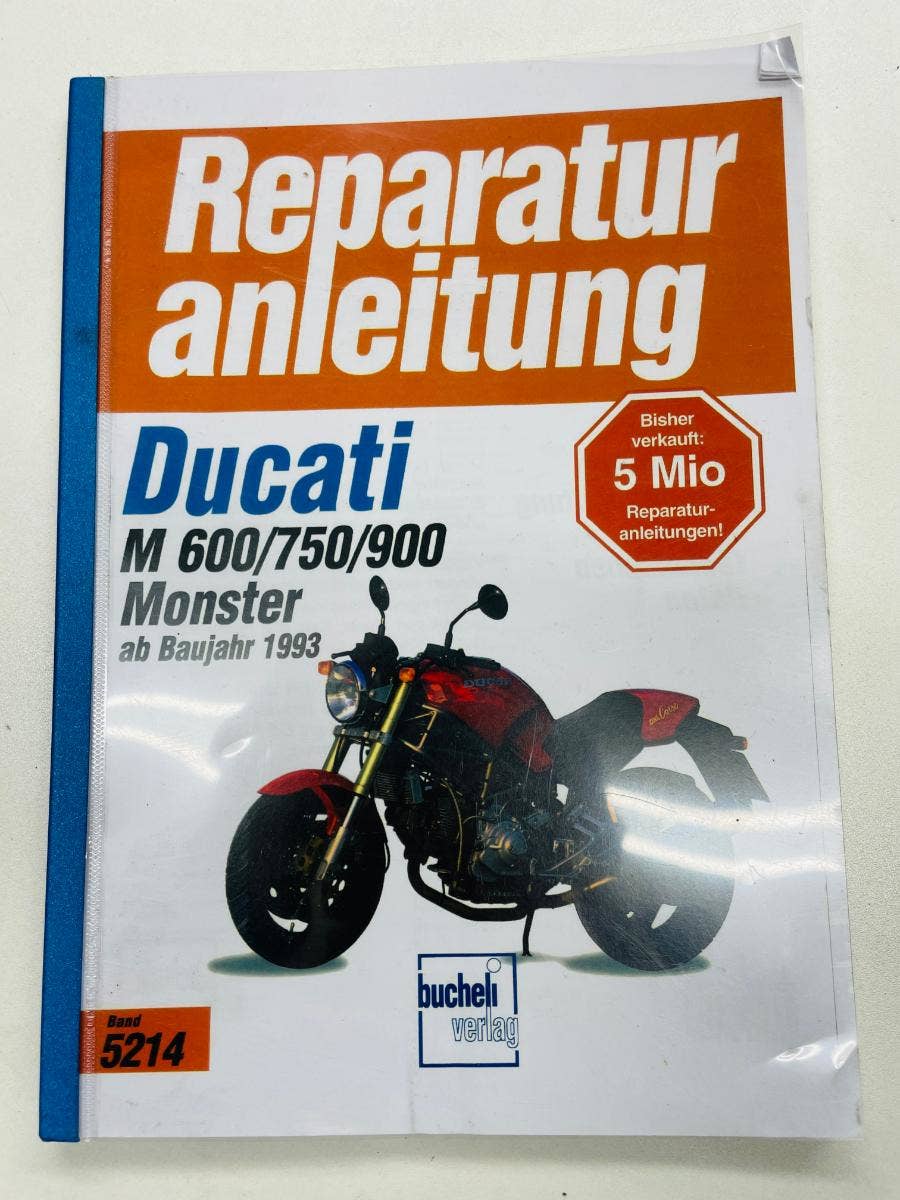 Reparatur
anleitung
Ducati
M 600/750/900
Monster
ab Baujahr 1993
Bisher
verkauft:
5 Mio
Reparatur-
anleitungen!
DUCATI
Band
5214
bucheli
verlag